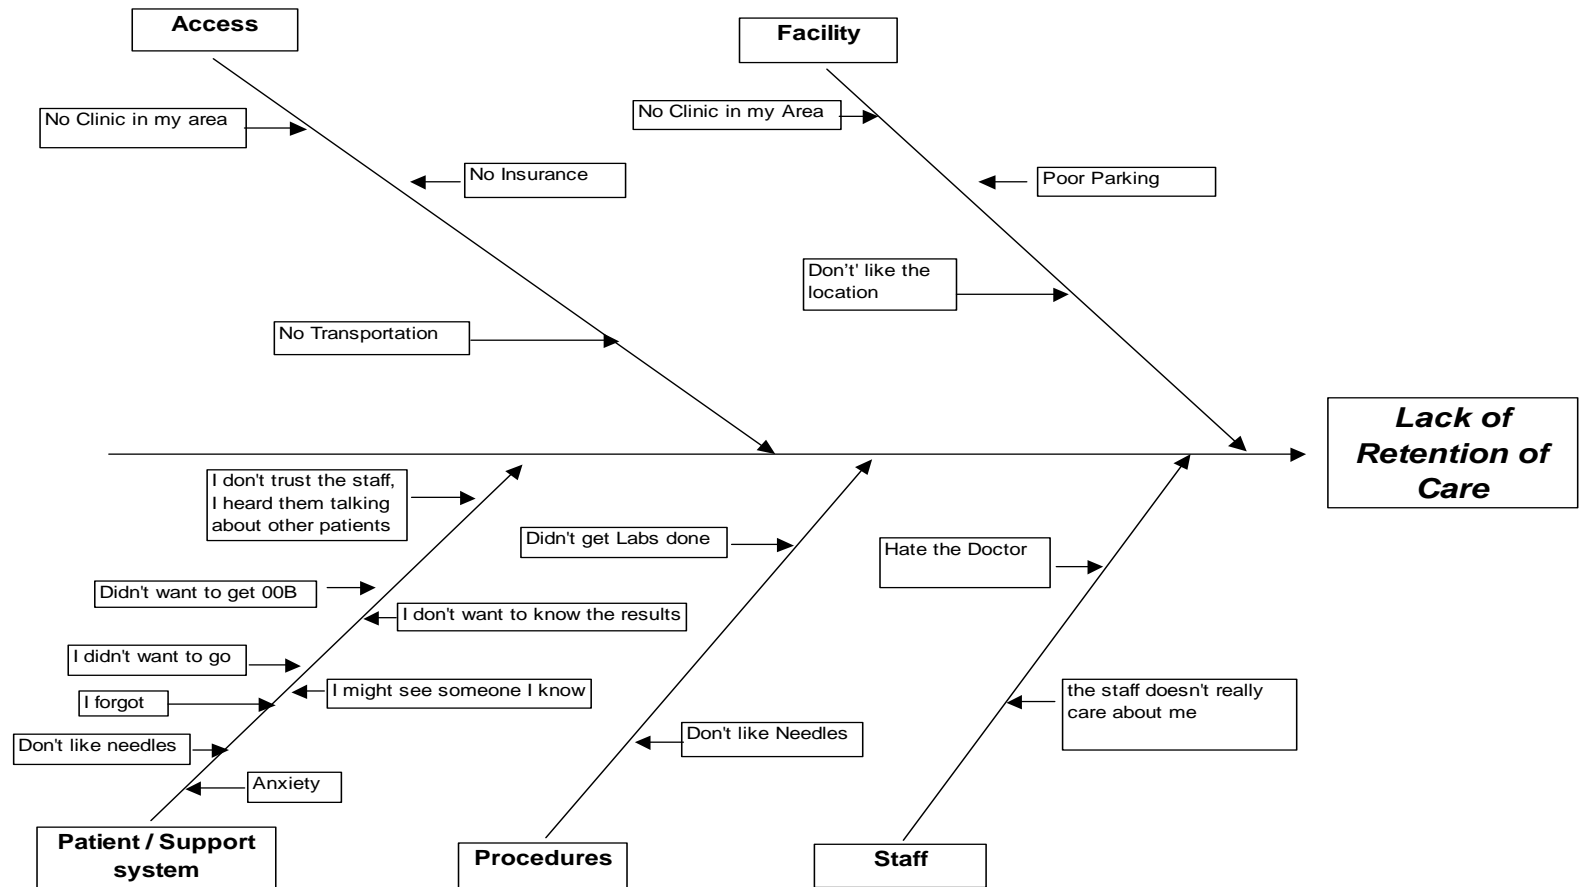 Access
Facility
No Clinic in my area
No Clinic in my Area
No Insurance
Poor Parking
Don’t' like the
location
No Transportation
Lack of
Retention of
Care
I don't trust the staff,
I heard them talking
about other patients
Didn't get Labs done
Hate the Doctor
Didn't want to get 00B
I don't want to know the results
I didn't want to go
I might see someone I know
the staff doesn't really
care about me
I forgot
Don't like needles
Don't like Needles
Anxiety
Patient / Support
system
Procedures
Staff